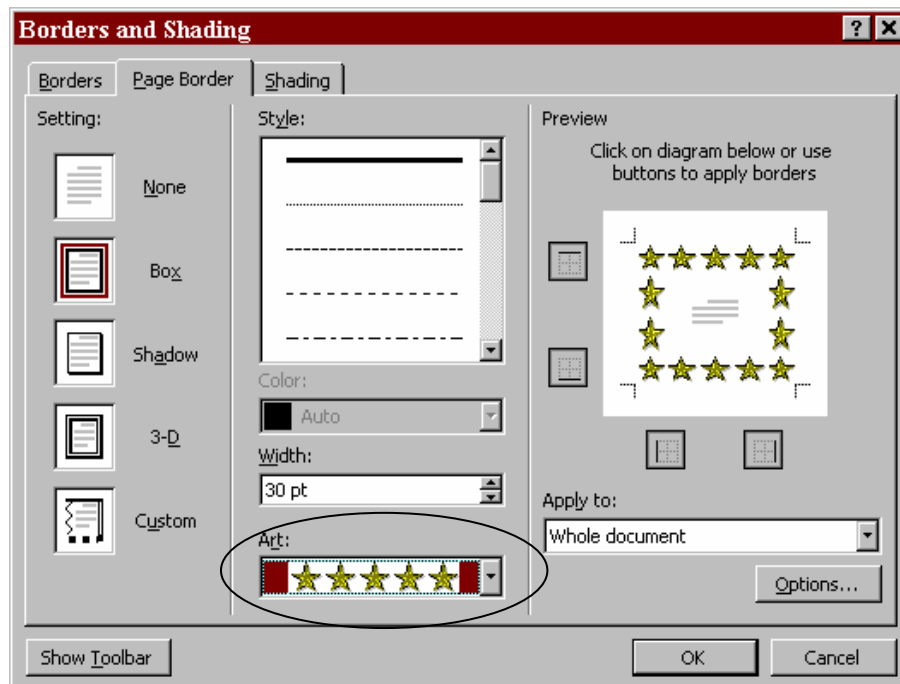 Borders and Shading
Borders
Page Border
Shading
Setting:
None
Box
Shadow
3-D
Custom
Style:
Color:
Auto
Width:
30 pt
Art:
Preview
Click on diagram below or use
buttons to apply borders
Apply to:
Whole document
Options...
Show Toolbar
OK
Cancel